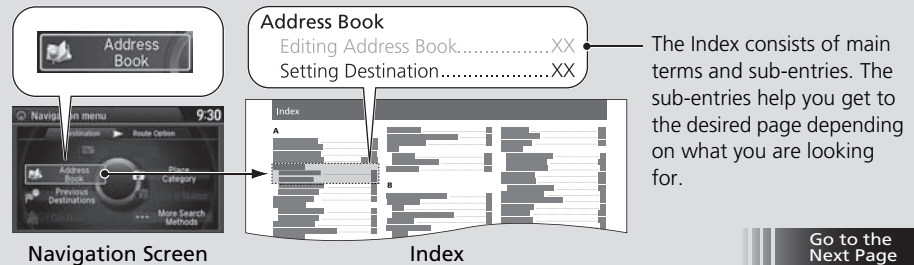 Address
Book
Address Book
Editing Address Book................XX
Setting Destination....................XX
The Index consists of main
terms and sub-entries. The
sub-entries help you get to
the desired page depending
on what you are looking
for.
Navigation menu
9:30
Route Option
Address
Book
Place
Category
Previous
Destinations
More Search
Methods
Index
A
B
Navigation Screen
Index
Go to the
Next Page